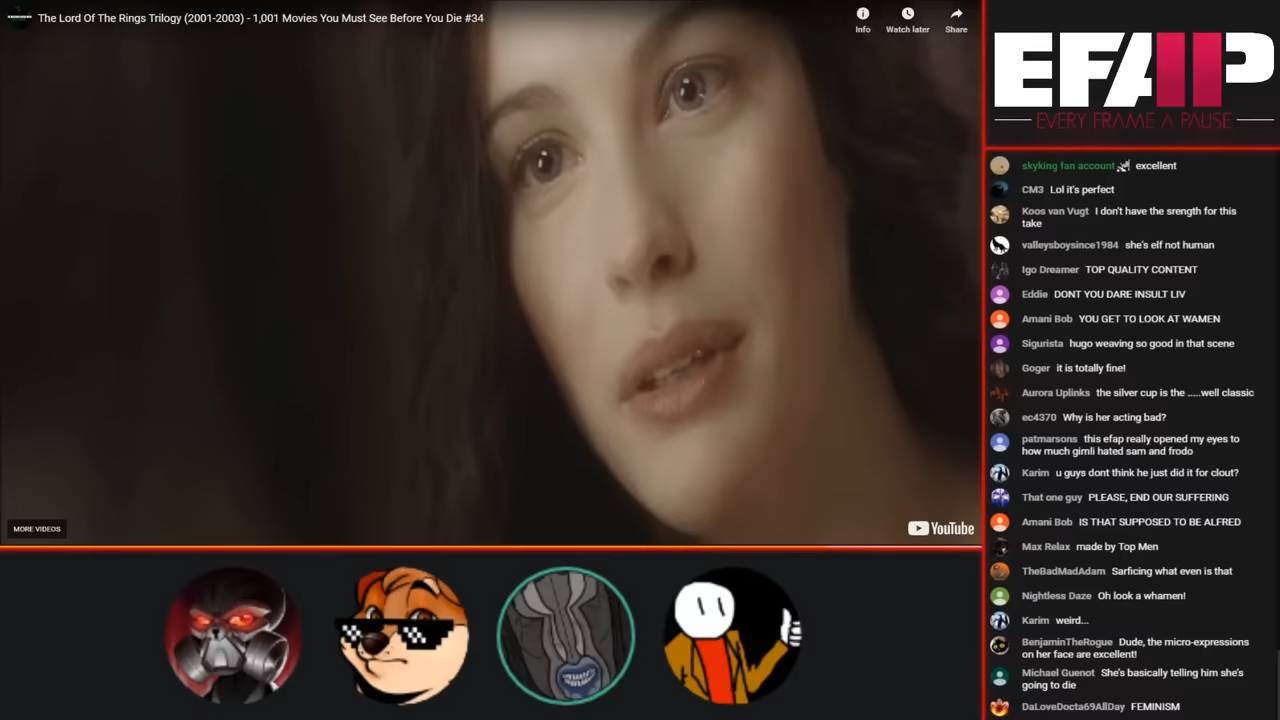 The Lord Of The Rings Trilogy (2001-2003) - 1,001 Movies You Must See Before You Die #34
Info
Watch later
Share
MORE VIDEOS
YouTube
EFAP
EVERY FRAME A PAUSE
skyking fan account excellent
CM3 Lol it's perfect
Koos van Vugt I don't have the srength for this
take
valleysboysince1984 she's elf not human
Igo Dreamer TOP QUALITY CONTENT
Eddie DONT YOU DARE INSULT LIV
Amani Bob YOU GET TO LOOK AT WAMEN
Sigurista hugo weaving so good in that scene
Goger it is totally fine!
Aurora Uplinks the silver cup is the .....well classic
ec4370 Why is her acting bad?
patmarsons this efap really opened my eyes to
how much gimli hated sam and frodo
Karim u guys dont think he just did it for clout?
That one guy PLEASE, END OUR SUFFERING
Amani Bob IS THAT SUPPOSED TO BE ALFRED
Max Relax made by Top Men
TheBadMadAdam Sarficing what even is that
Nightless Daze Oh look a whamen!
Karim weird...
BenjaminTheRogue Dude, the micro-expressions
on her face are excellent!
Michael Guenot She's basically telling him she's
going to die
DaLoveDocta69AllDay FEMINISM